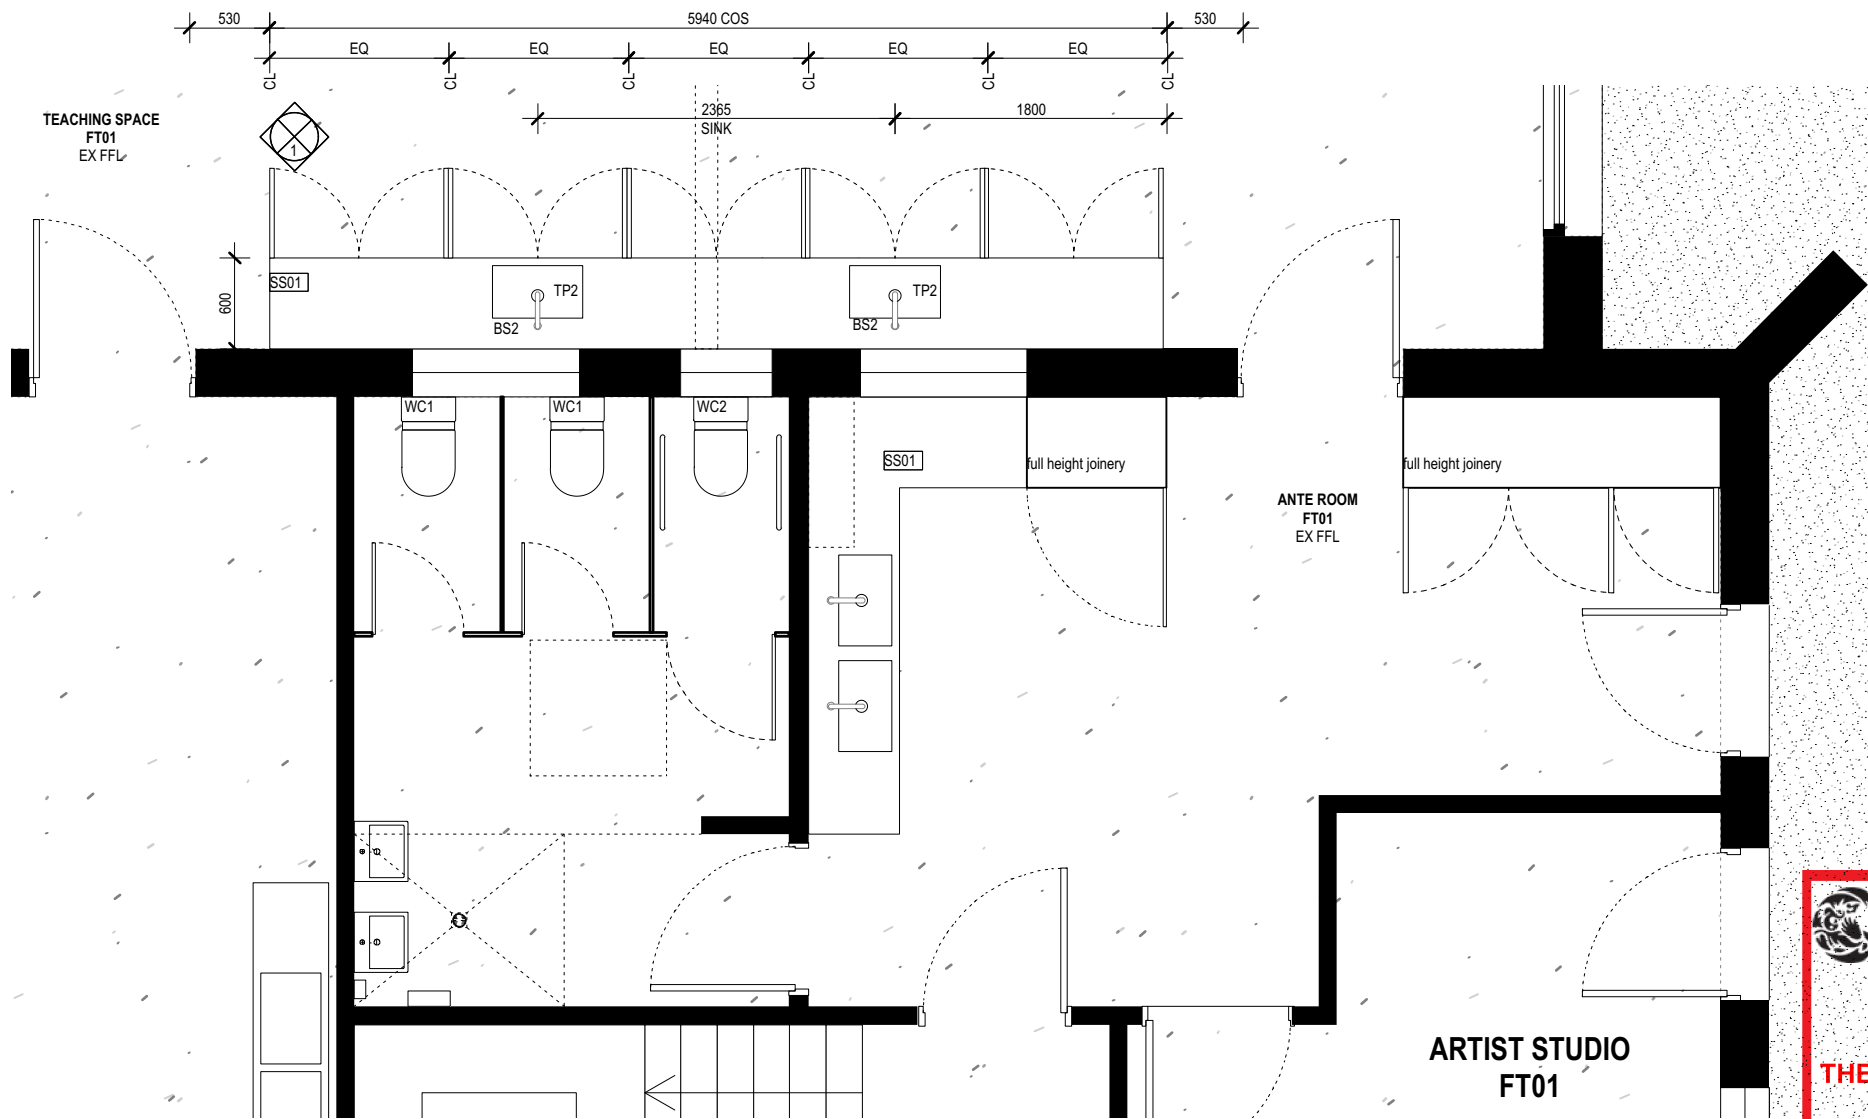 530
5940 COS
530
EQ
EQ
EQ
EQ
EQ
CL
CL
CL
CL
CL
CL
2365
SINK
1800
TEACHING SPACE
FT01
EX FFL
1
SS01
600
TP2
BS2
TP2
BS2
WC1
WC1
WC2
SS01
full height joinery
full height joinery
ANTE ROOM
FT01
EX FFL
ARTIST STUDIO
FT01
THE